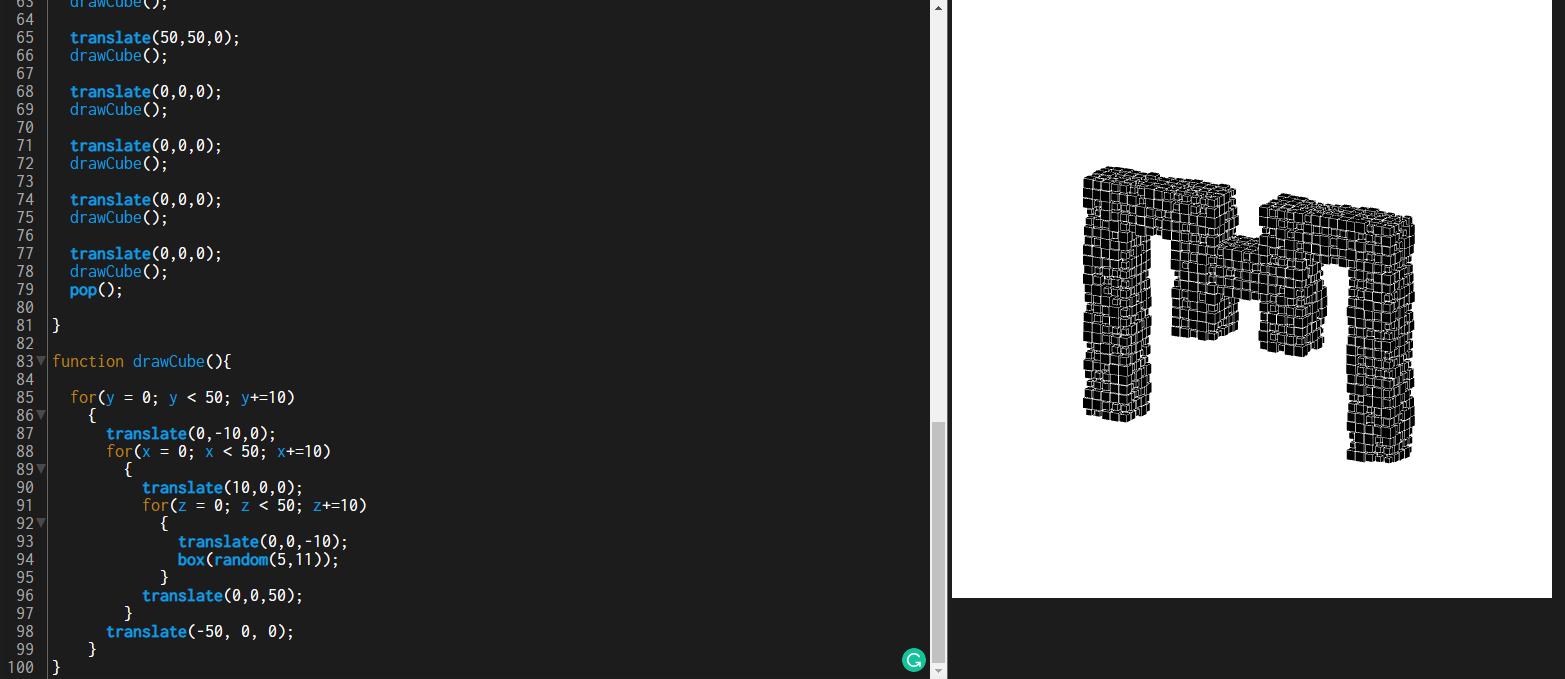 63 drawCube();
64
65 translate(50,50,0);
66 drawCube();
67
68 translate(0,0,0);
69 drawCube();
70
71 translate(0,0,0);
72 drawCube();
73
74 translate(0,0,0);
75 drawCube();
76
77 translate(0,0,0);
78 drawCube();
79 pop();
80
81 }
82
83 function drawCube(){
84
85 for(y = 0; y < 50; y+=10)
86 {
87 translate(0,-10,0);
88 for(x = 0; x < 50; x+=10)
89 {
90 translate(10,0,0);
91 for(z = 0; z < 50; z+=10)
92 {
93 translate(0,0,-10);
94 box(random(5,11));
95 }
96 translate(0,0,50);
97 }
98 translate(-50, 0, 0);
99 }
100 }